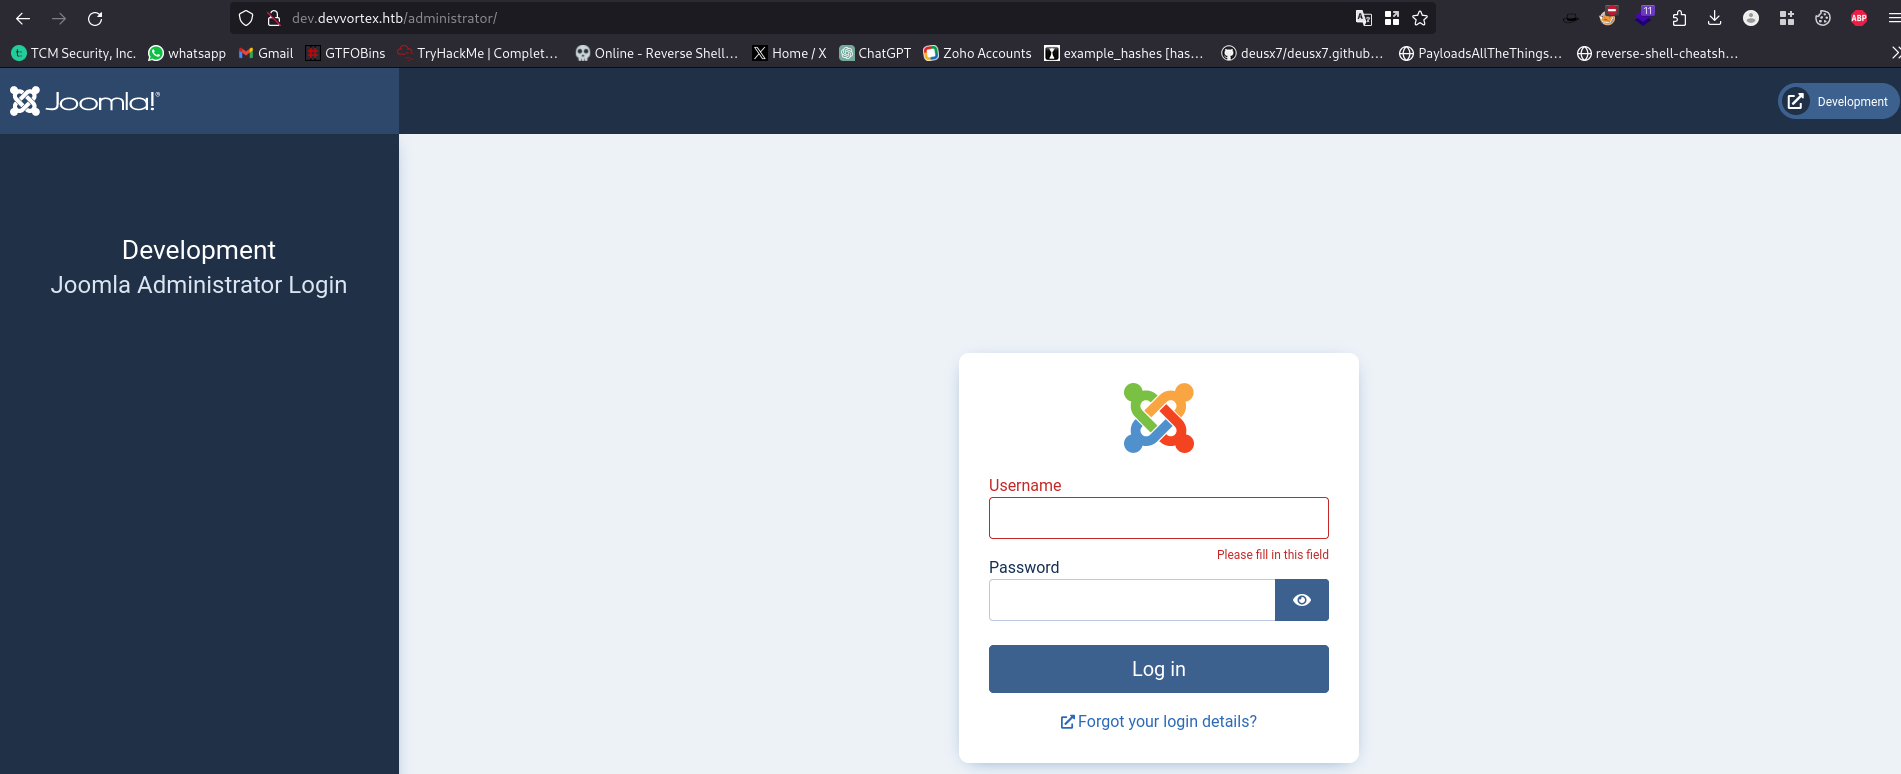 dev.devvortex.htb/administrator/
11
ABP
TCM Security, Inc. whatsapp Gmail GTFOBins TryHackMe | Complet… Online - Reverse Shell… Home / X ChatGPT Zoho Accounts example_hashes [has… deusx7/deusx7.github… PayloadsAllTheThings… reverse-shell-cheatsh…
Joomla!®
Development
Development
Joomla Administrator Login
Username
Please fill in this field
Password
Log in
Forgot your login details?